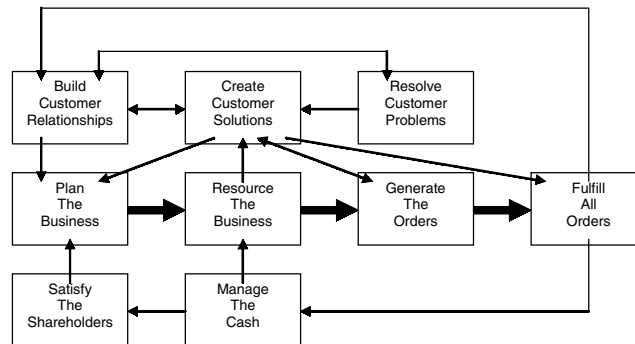 Build
Customer
Relationships
Create
Customer
Solutions
Resolve
Customer
Problems
Plan
The
Business
Resource
The
Business
Generate
The
Orders
Fulfill
All
Orders
Satisfy
The
Shareholders
Manage
The
Cash